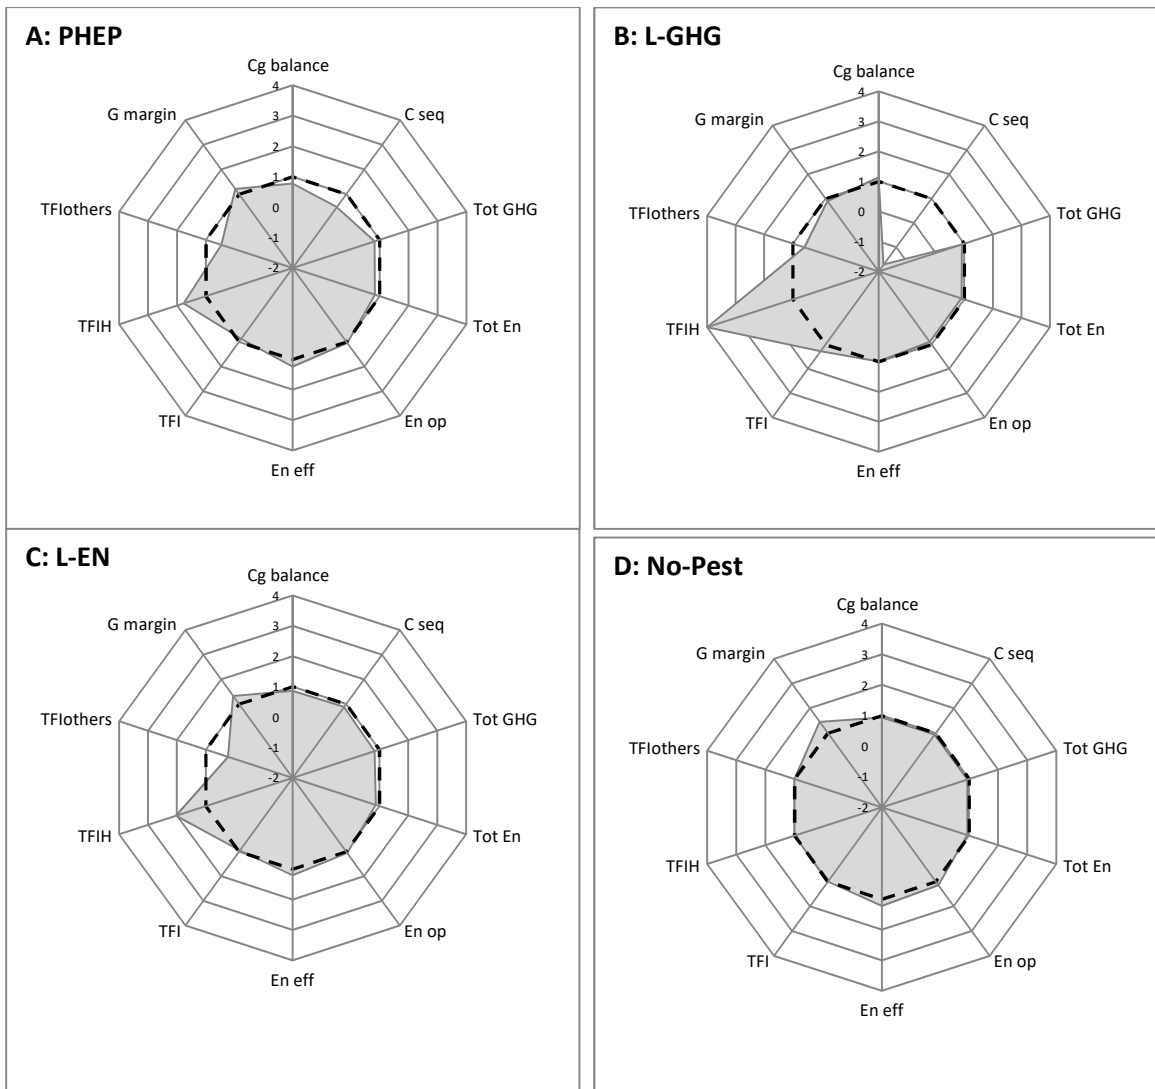 A: PHEP
Cg balance
C seq
Tot GHG
Tot En
En op
En eff
TFI
TFIH
TFIothers
G margin
4
3
2
1
0
-1
-2
B: L-GHG
Cg balance
C seq
Tot GHG
Tot En
En op
En eff
TFI
TFIH
TFIothers
G margin
4
3
2
1
0
-1
-2
C: L-EN
Cg balance
C seq
Tot GHG
Tot En
En op
En eff
TFI
TFIH
TFIothers
G margin
4
3
2
1
0
-1
-2
D: No-Pest
Cg balance
C seq
Tot GHG
Tot En
En op
En eff
TFI
TFIH
TFIothers
G margin
4
3
2
1
0
-1
-2